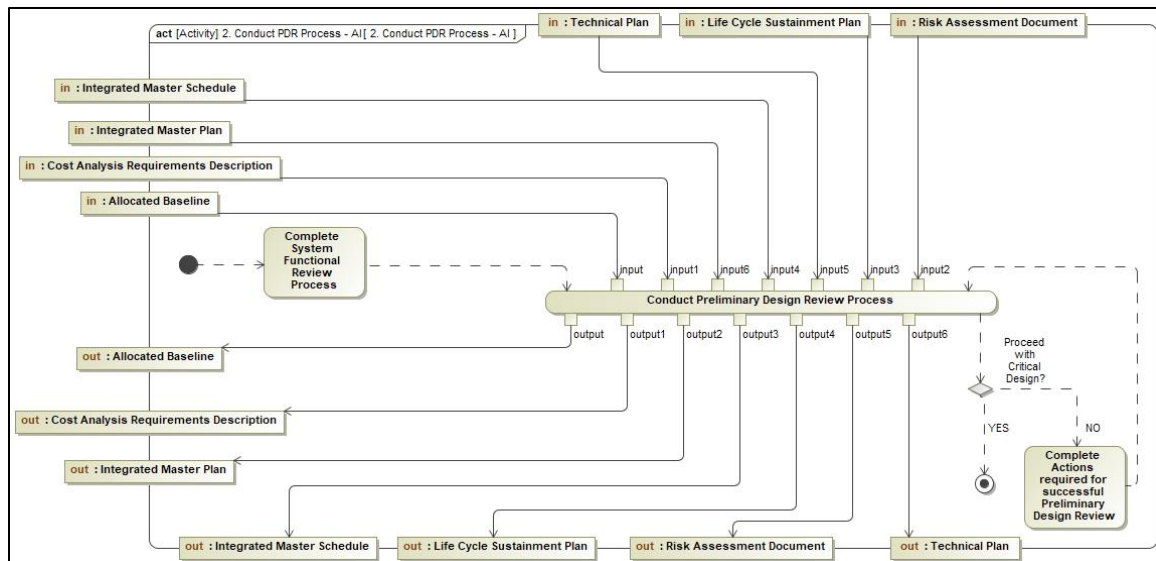 in : Technical Plan
in : Life Cycle Sustainment Plan
in : Risk Assessment Document
act [Activity] 2. Conduct PDR Process - AI[ 2. Conduct PDR Process - AI ]
in : Integrated Master Schedule
in : Integrated Master Plan
in : Cost Analysis Requirements Description
in : Allocated Baseline
Complete
System
Functional
Review
Process
input
input1
input6
input4
input5
input3
input2
Conduct Preliminary Design Review Process
output
output1
output2
output3
output4
output5
output6
Proceed
with
Critical
Design?
YES
NO
Complete
Actions
required for
successful
Preliminary
Design Review
out : Allocated Baseline
out : Cost Analysis Requirements Description
out : Integrated Master Plan
out : Integrated Master Schedule
out : Life Cycle Sustainment Plan
out : Risk Assessment Document
out : Technical Plan